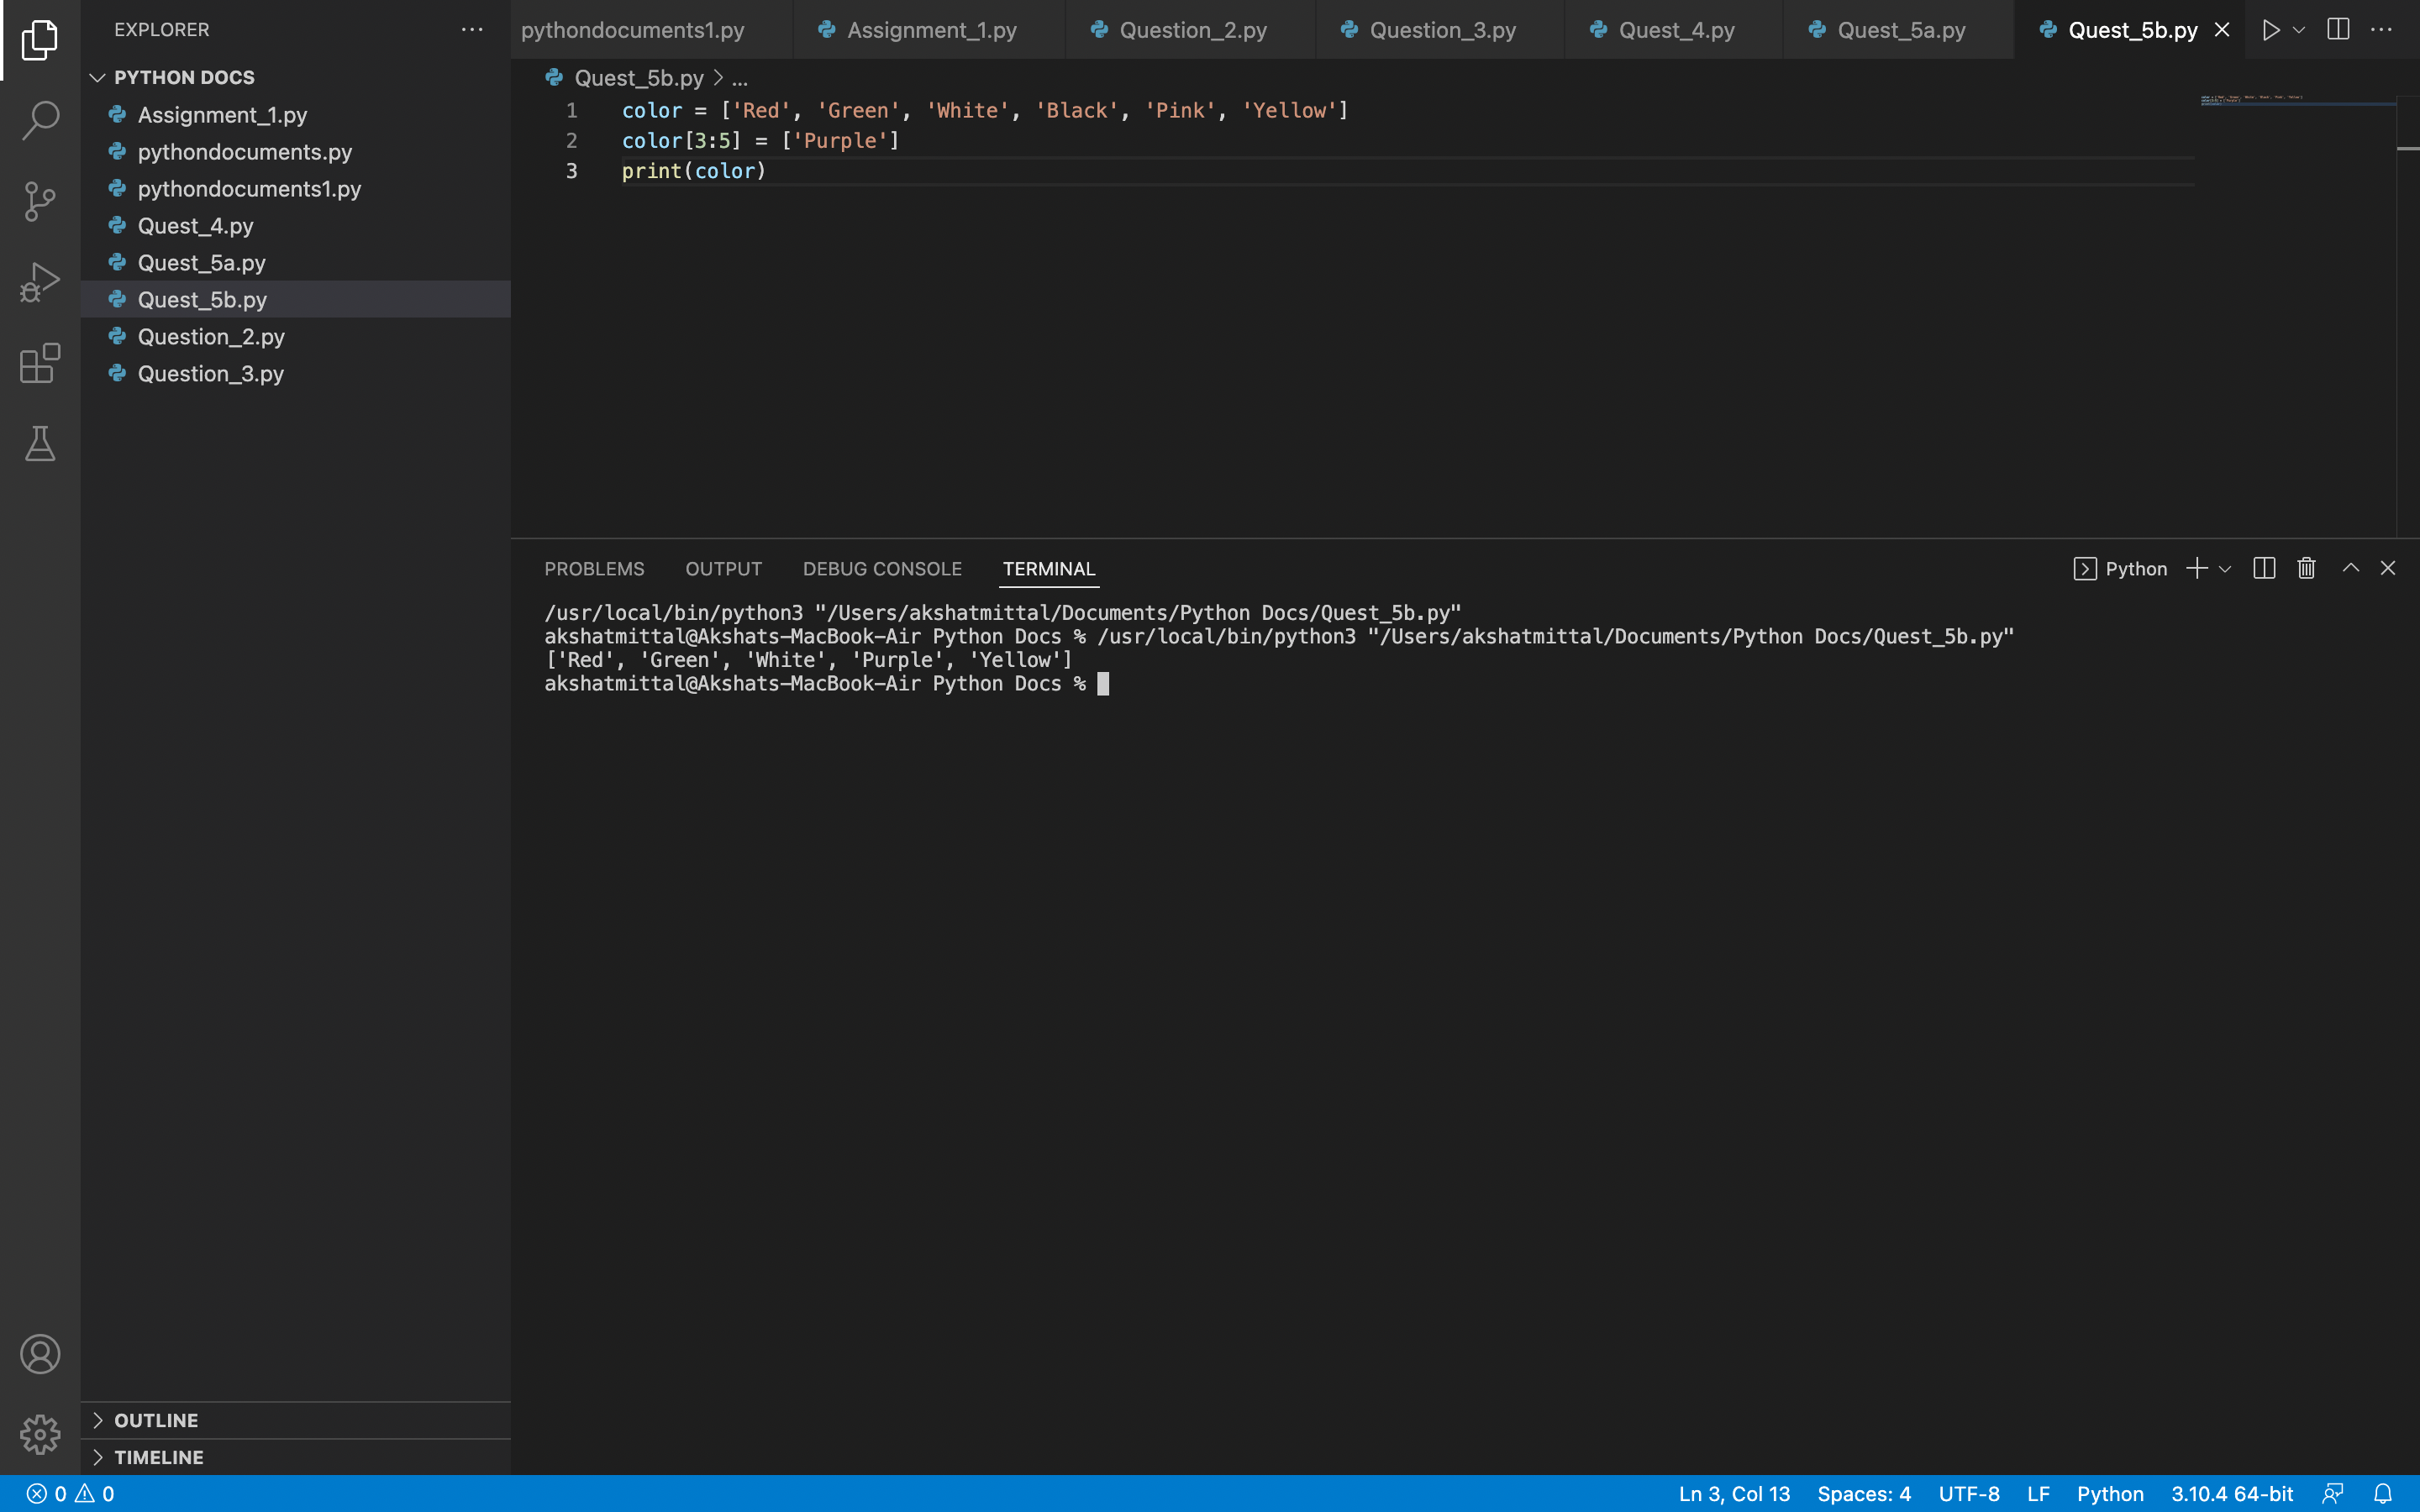 EXPLORER
PYTHON DOCS
Assignment_1.py
pythondocuments.py
pythondocuments1.py
Quest_4.py
Quest_5a.py
Quest_5b.py
Question_2.py
Question_3.py
OUTLINE
TIMELINE
pythondocuments1.py Assignment_1.py Question_2.py Question_3.py Quest_4.py Quest_5a.py Quest_5b.py
Quest_5b.py > ...
1 color = ['Red', 'Green', 'White', 'Black', 'Pink', 'Yellow']
2 color[3:5] = ['Purple']
3 print(color)
PROBLEMS OUTPUT DEBUG CONSOLE TERMINAL Python
/usr/local/bin/python3 "/Users/akshatmittal/Documents/Python Docs/Quest_5b.py"
akshatmittal@Akshats-MacBook-Air Python Docs % /usr/local/bin/python3 "/Users/akshatmittal/Documents/Python Docs/Quest_5b.py"
['Red', 'Green', 'White', 'Purple', 'Yellow']
akshatmittal@Akshats-MacBook-Air Python Docs %
0 0 Ln 3, Col 13 Spaces: 4 UTF-8 LF Python 3.10.4 64-bit